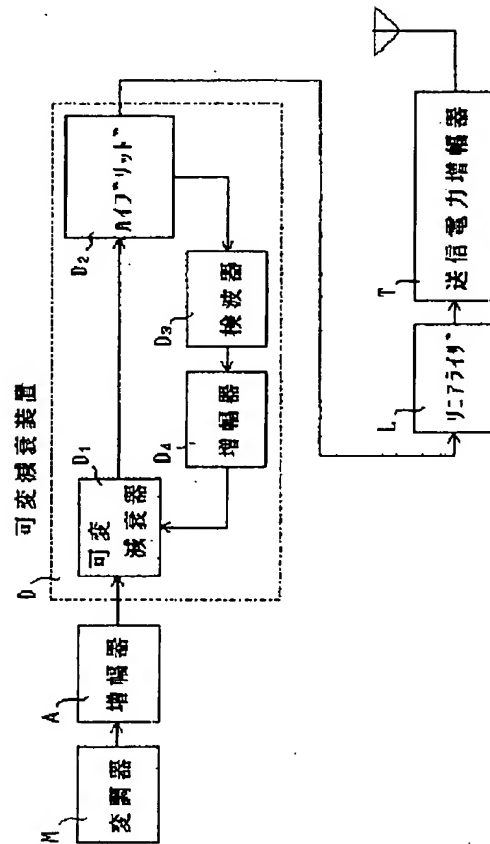 可変減衰装置
D
M
変調器
A
増幅器
D1
可変
減衰器
D2
ハイブリッド
D3
検波器
D4
増幅器
L
リニアライザ
T
送信電力増幅器